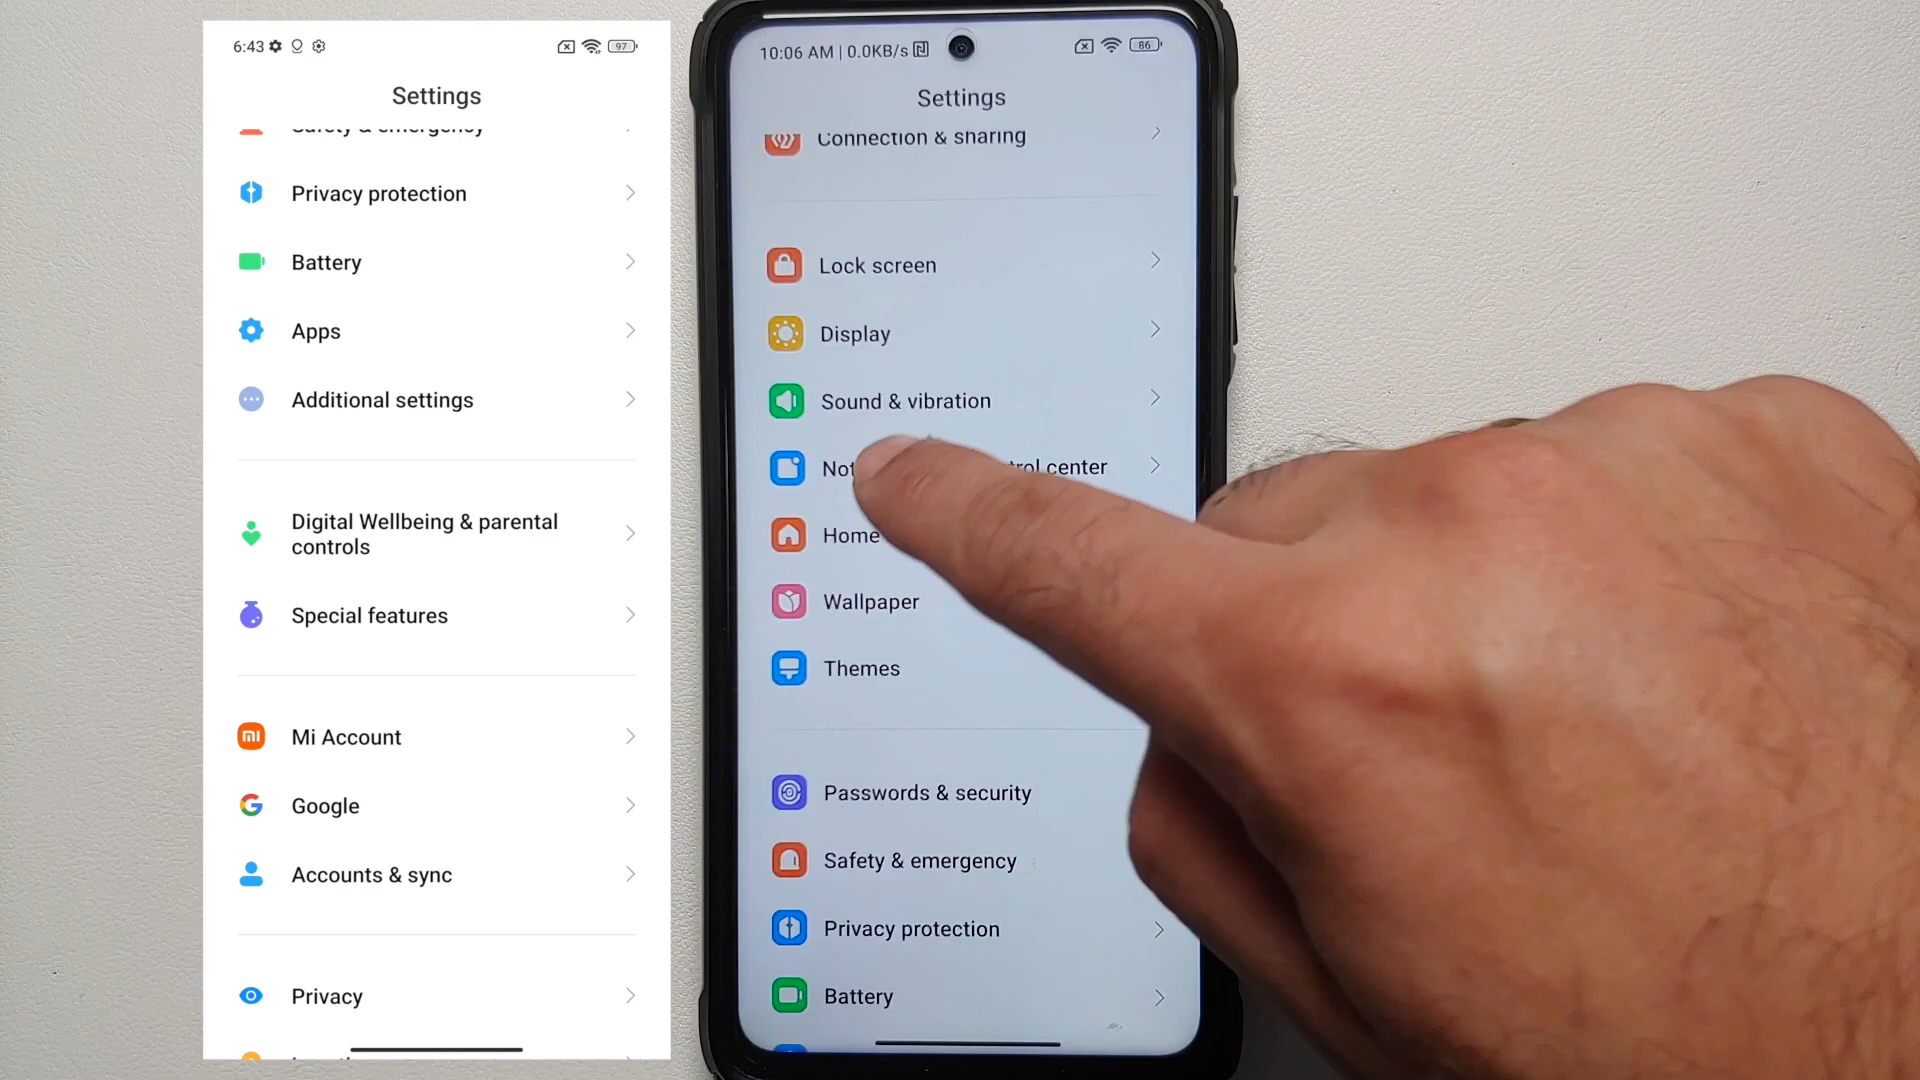 6:43
97
Settings
Safety & emergency
Privacy protection
Battery
Apps
Additional settings
Digital Wellbeing & parental
controls
Special features
Mi Account
Google
Accounts & sync
Privacy
10:06 AM | 0.0KB/s
86
Settings
Connection & sharing
Lock screen
Display
Sound & vibration
center
Home
Wallpaper
Themes
Passwords & security
Safety & emergency
Privacy protection
Battery